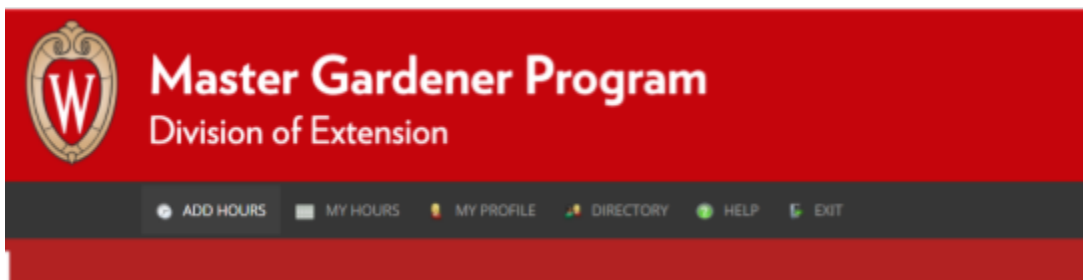 W
Master Gardener Program
Division of Extension
ADD HOURS MY HOURS MY PROFILE DIRECTORY ? HELP EXIT